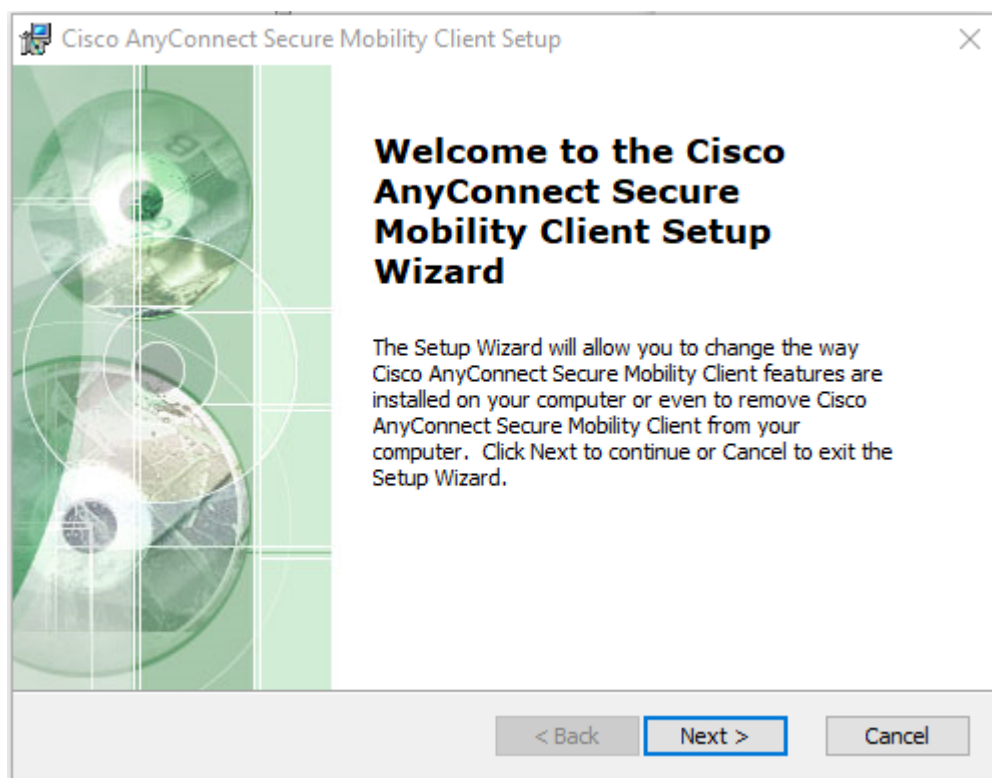 Cisco AnyConnect Secure Mobility Client Setup
Welcome to the Cisco
AnyConnect Secure
Mobility Client Setup
Wizard
The Setup Wizard will allow you to change the way
Cisco AnyConnect Secure Mobility Client features are
installed on your computer or even to remove Cisco
AnyConnect Secure Mobility Client from your
computer.  Click Next to continue or Cancel to exit the
Setup Wizard.
< Back
Next >
Cancel